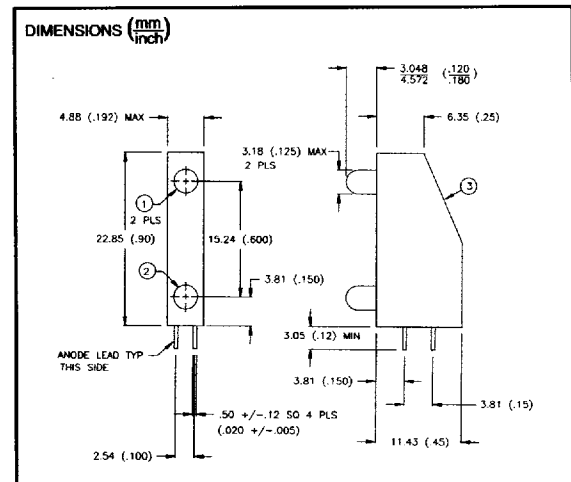 DIMENSIONS (mm/inch)
3.048 (.120
4.572 .180)
4.88 (.192) MAX
6.35 (.25)
3.18 (.125) MAX
2 PLS
1
3
2 PLS
22.85 (.90)
15.24 (.600)
2
3.81 (.150)
3.05 (.12) MIN
ANODE LEAD TYP
THIS SIDE
3.81 (.150)
3.81 (.15)
.50 +/-.12 SQ 4 PLS
(.020 +/-.005)
2.54 (.100)
11.43 (.45)